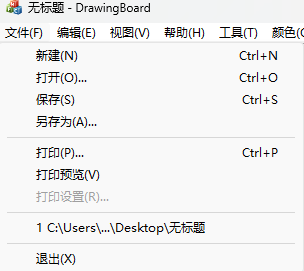 无标题 - DrawingBoard
文件(F) 编辑(E) 视图(V) 帮助(H) 工具(T) 颜色(
新建(N) Ctrl+N
打开(O)... Ctrl+O
保存(S) Ctrl+S
另存为(A)...
打印(P)... Ctrl+P
打印预览(V)
打印设置(R)...
1 C:\Users\...\Desktop\无标题
退出(X)